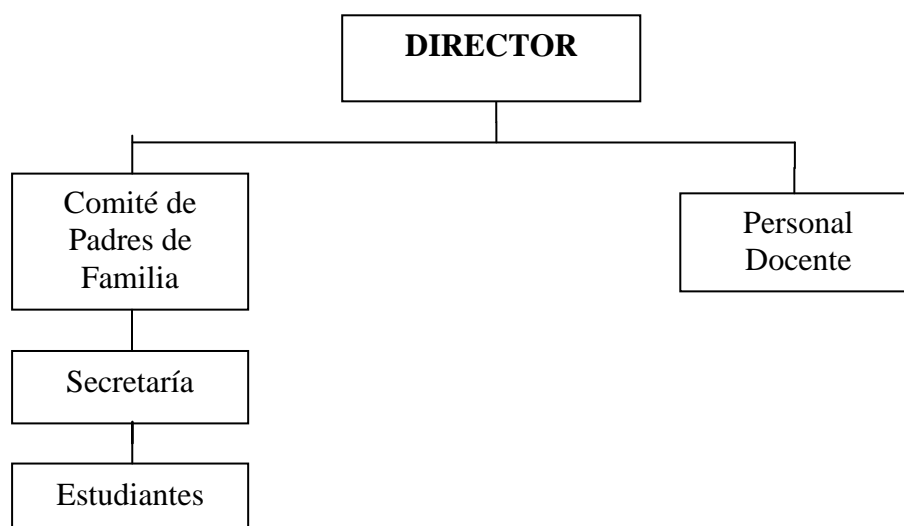 DIRECTOR
Comité de
Padres de
Familia
Personal
Docente
Secretaría
Estudiantes